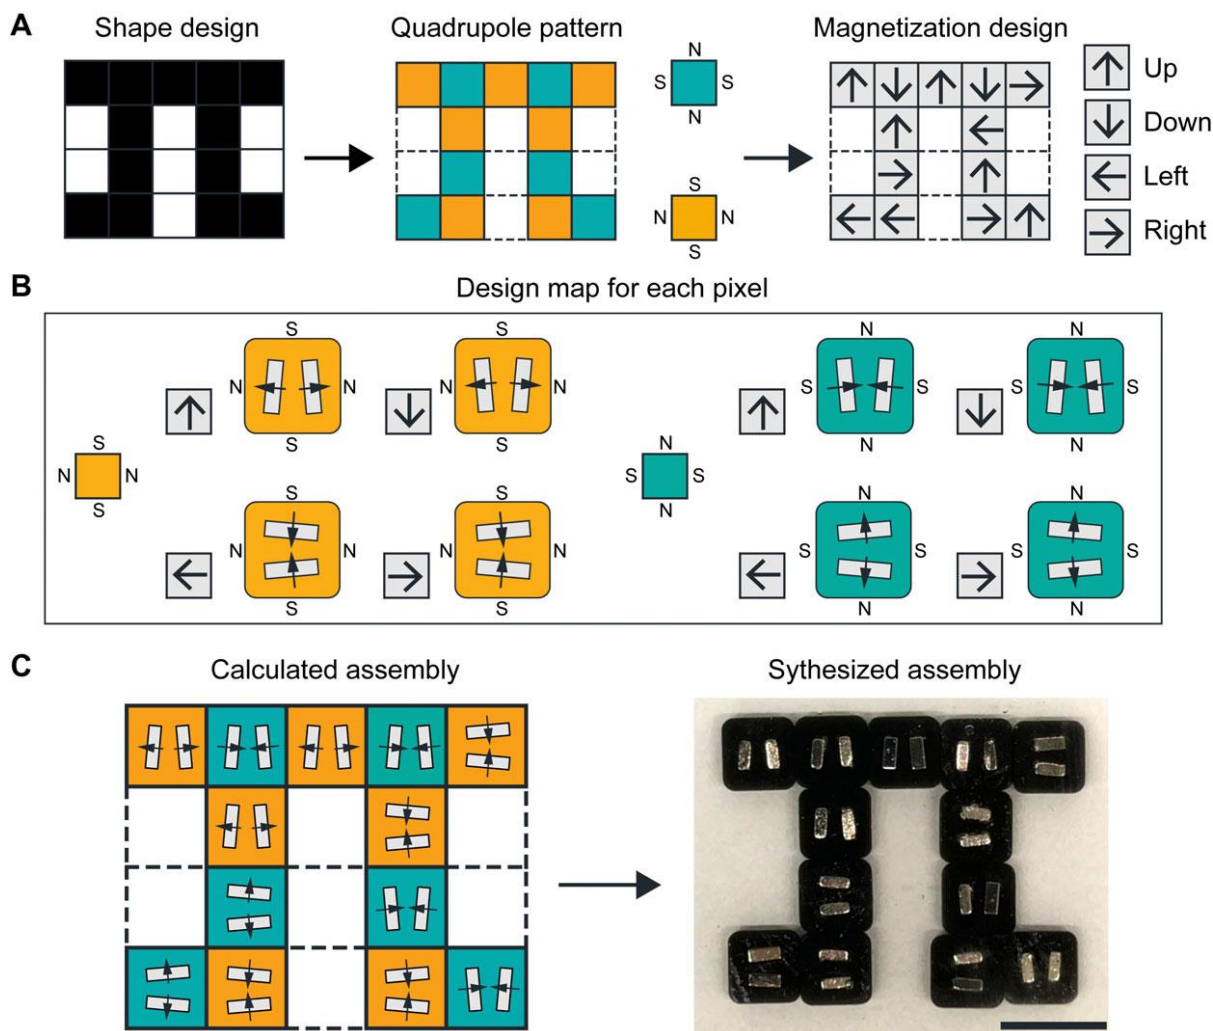 A
Shape design
Quadrupole pattern
Magnetization design
N
S S
N
S
N N
S
Up
Down
Left
Right
B
Design map for each pixel
S
N N
S
S
N N
S
S
N N
S
S
N N
S
S
N N
S
N
S S
N
N
S S
N
N
S S
N
N
S S
N
N
S S
N
C
Calculated assembly
Sythesized assembly